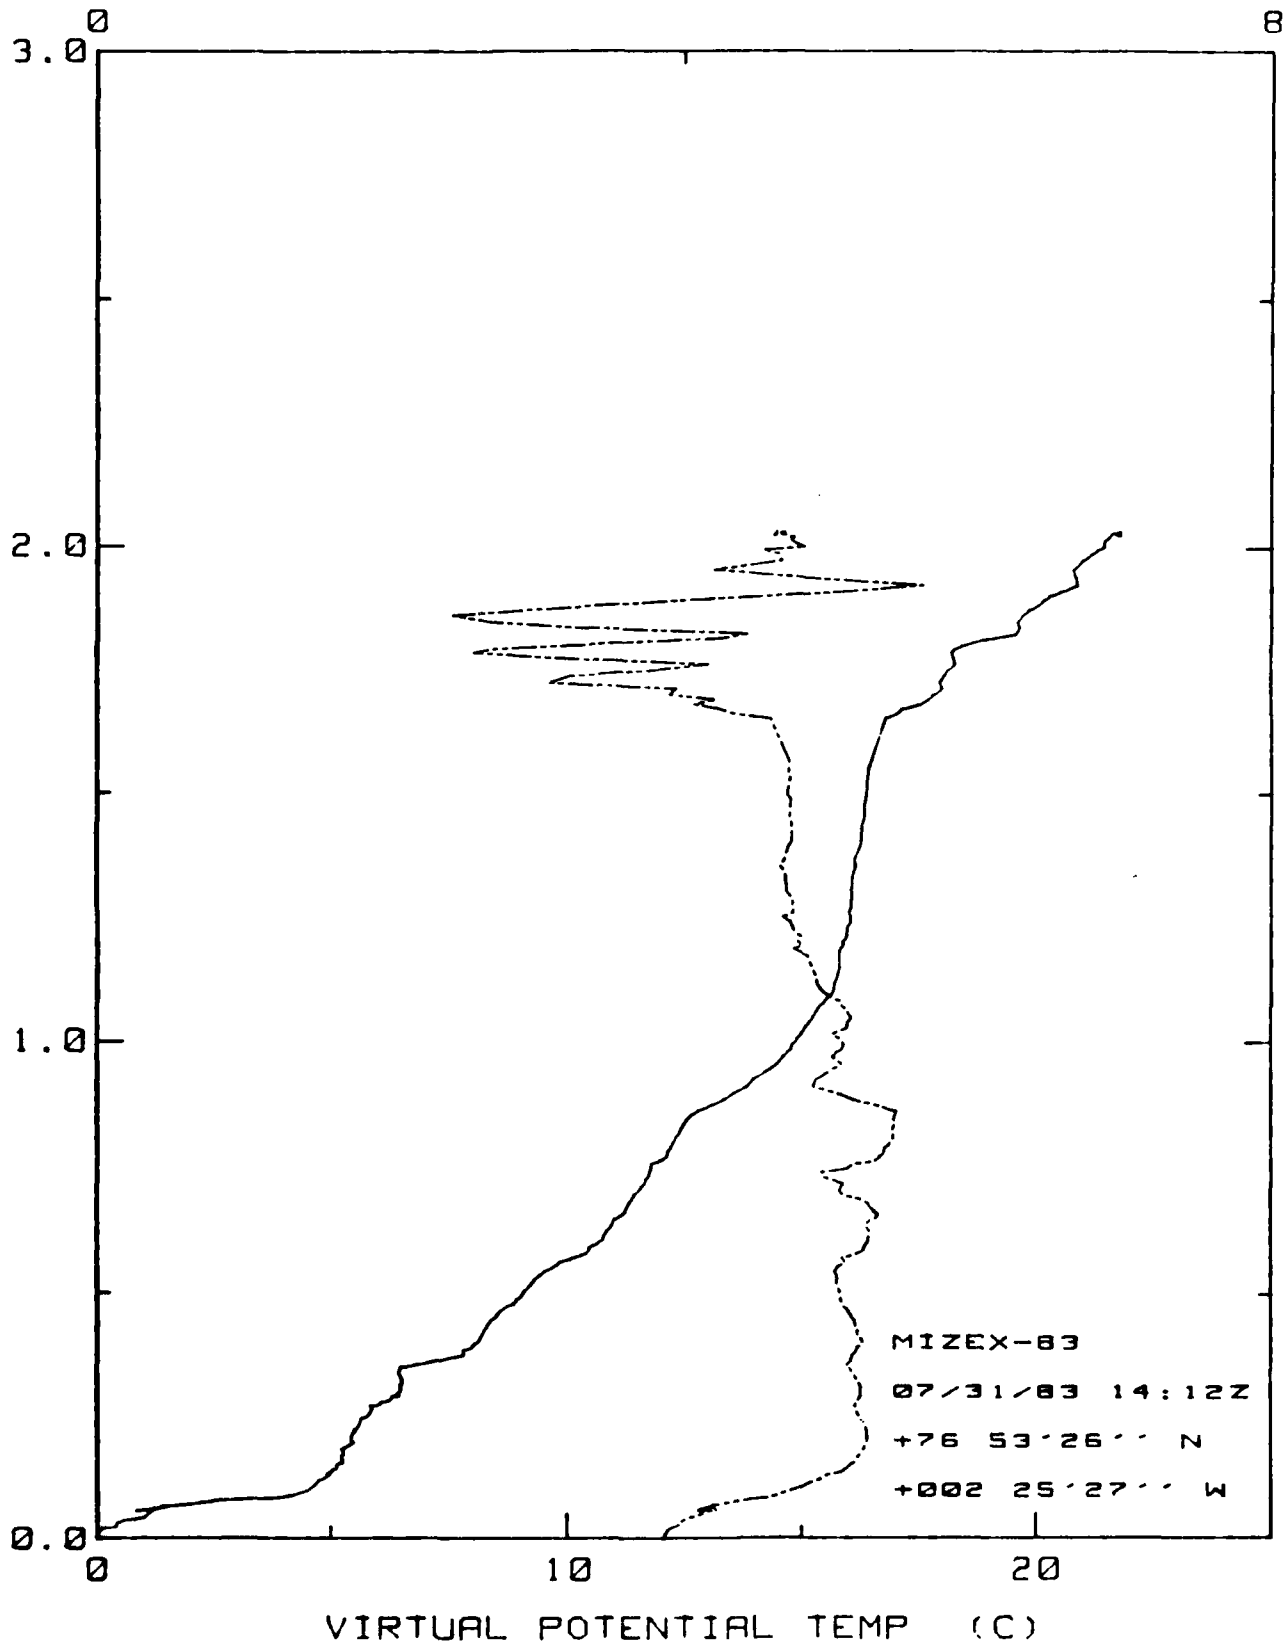 0 8
3.0
2.0
1.0
0.0
0 10 20
MIZEX-83
07/31/83 14:12Z
+76 53'26'' N
+002 25'27'' W
VIRTUAL POTENTIAL TEMP (C)